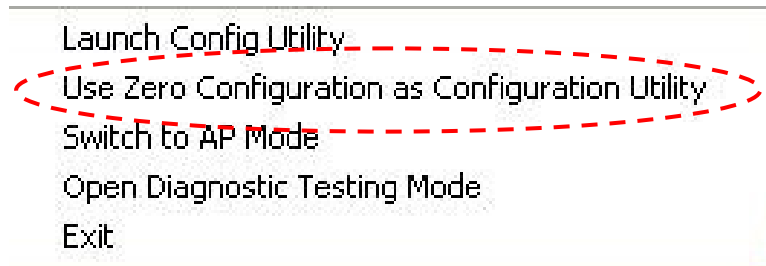 Launch Config Utility
Use Zero Configuration as Configuration Utility
Switch to AP Mode
Open Diagnostic Testing Mode
Exit